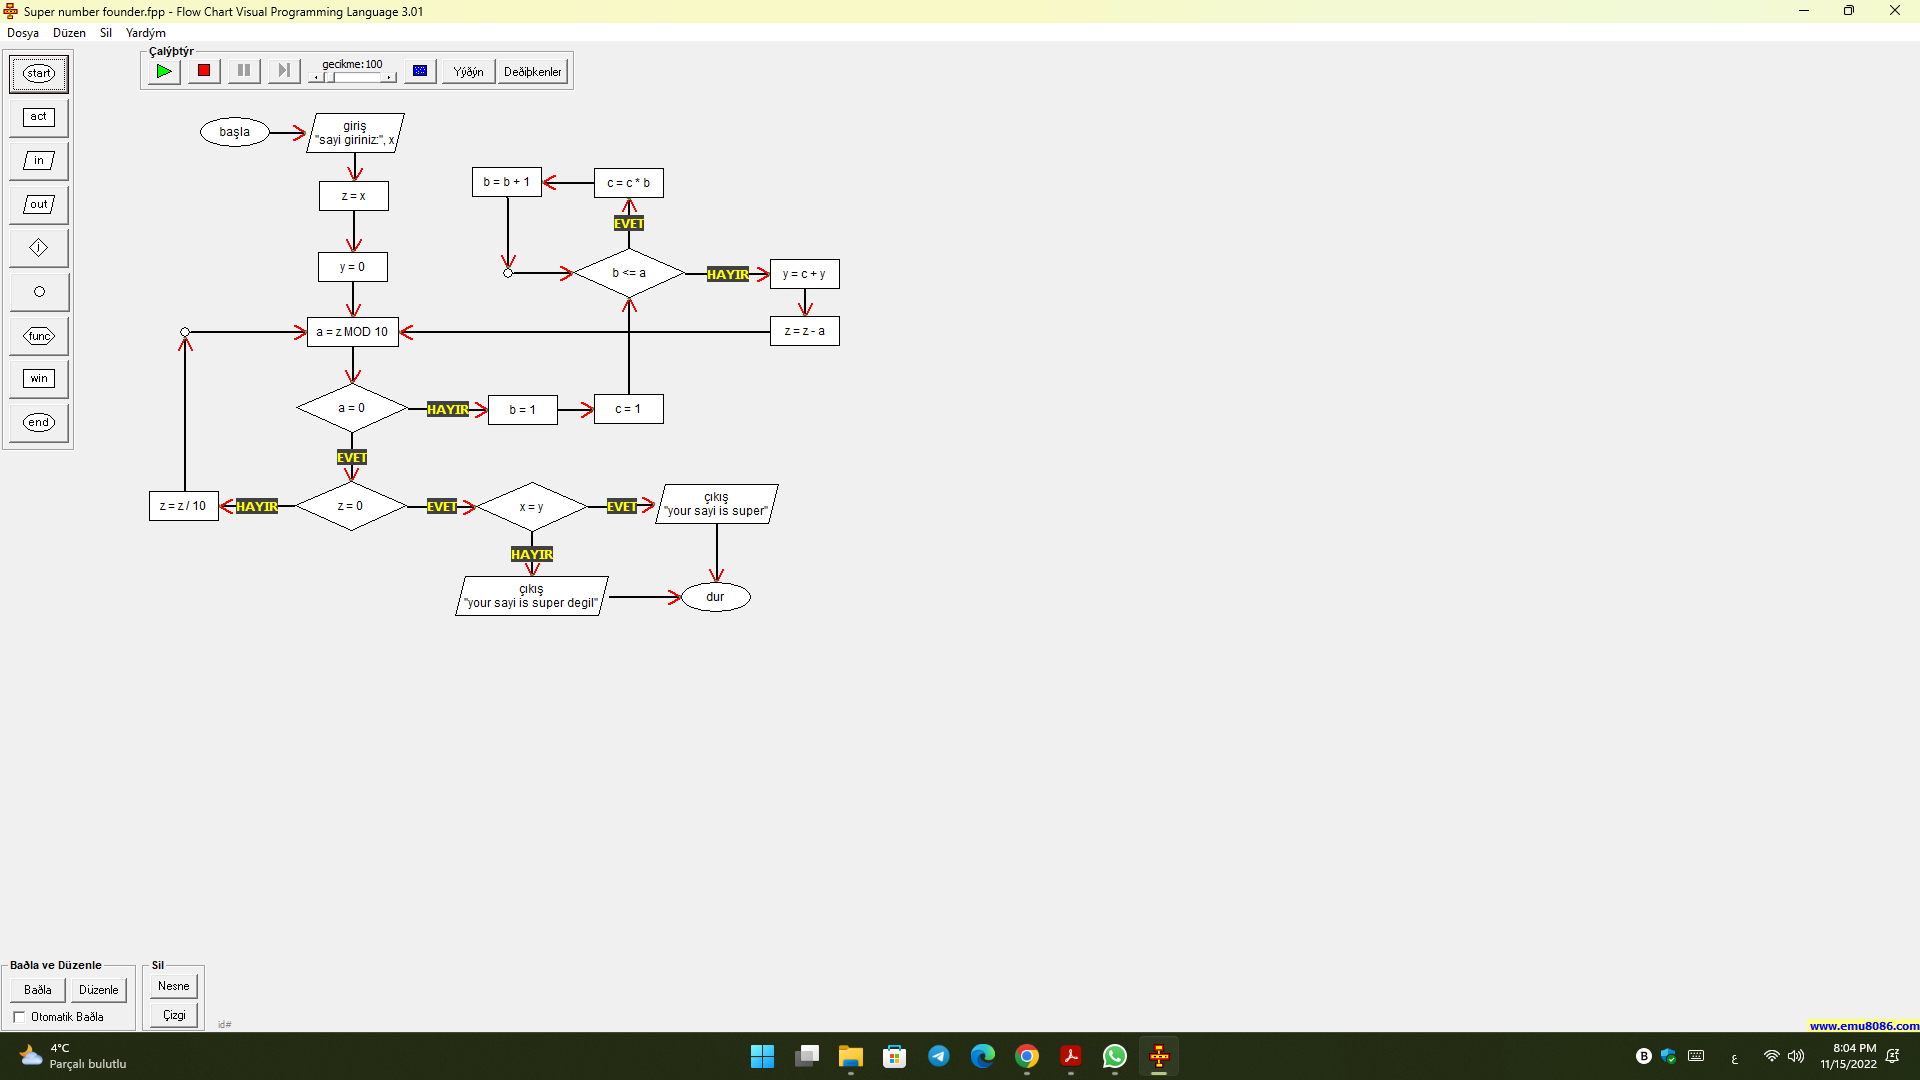 Super number founder.fpp - Flow Chart Visual Programming Language 3.01
Dosya Düzen Sil Yardým
Çalýþtýr
gecikme:100
Yýðýn
Deðiþkenler
start
act
in
out
j
func
win
end
başla
giriş
"sayi giriniz:", x
z = x
y = 0
a = z MOD 10
a = 0
HAYIR
b = 1
c = 1
EVET
b = b + 1
c = c * b
EVET
b <= a
HAYIR
y = c + y
z = z - a
z = z / 10
HAYIR
z = 0
EVET
x = y
EVET
çıkış
"your sayi is super"
HAYIR
çıkış
"your sayi is super degil"
dur
Baðla ve Düzenle
Baðla
Düzenle
Otomatik Baðla
Sil
Nesne
Çizgi
id#
www.emu8086.com
4°C
Parçalı bulutlu
B
ع
8:04 PM
11/15/2022